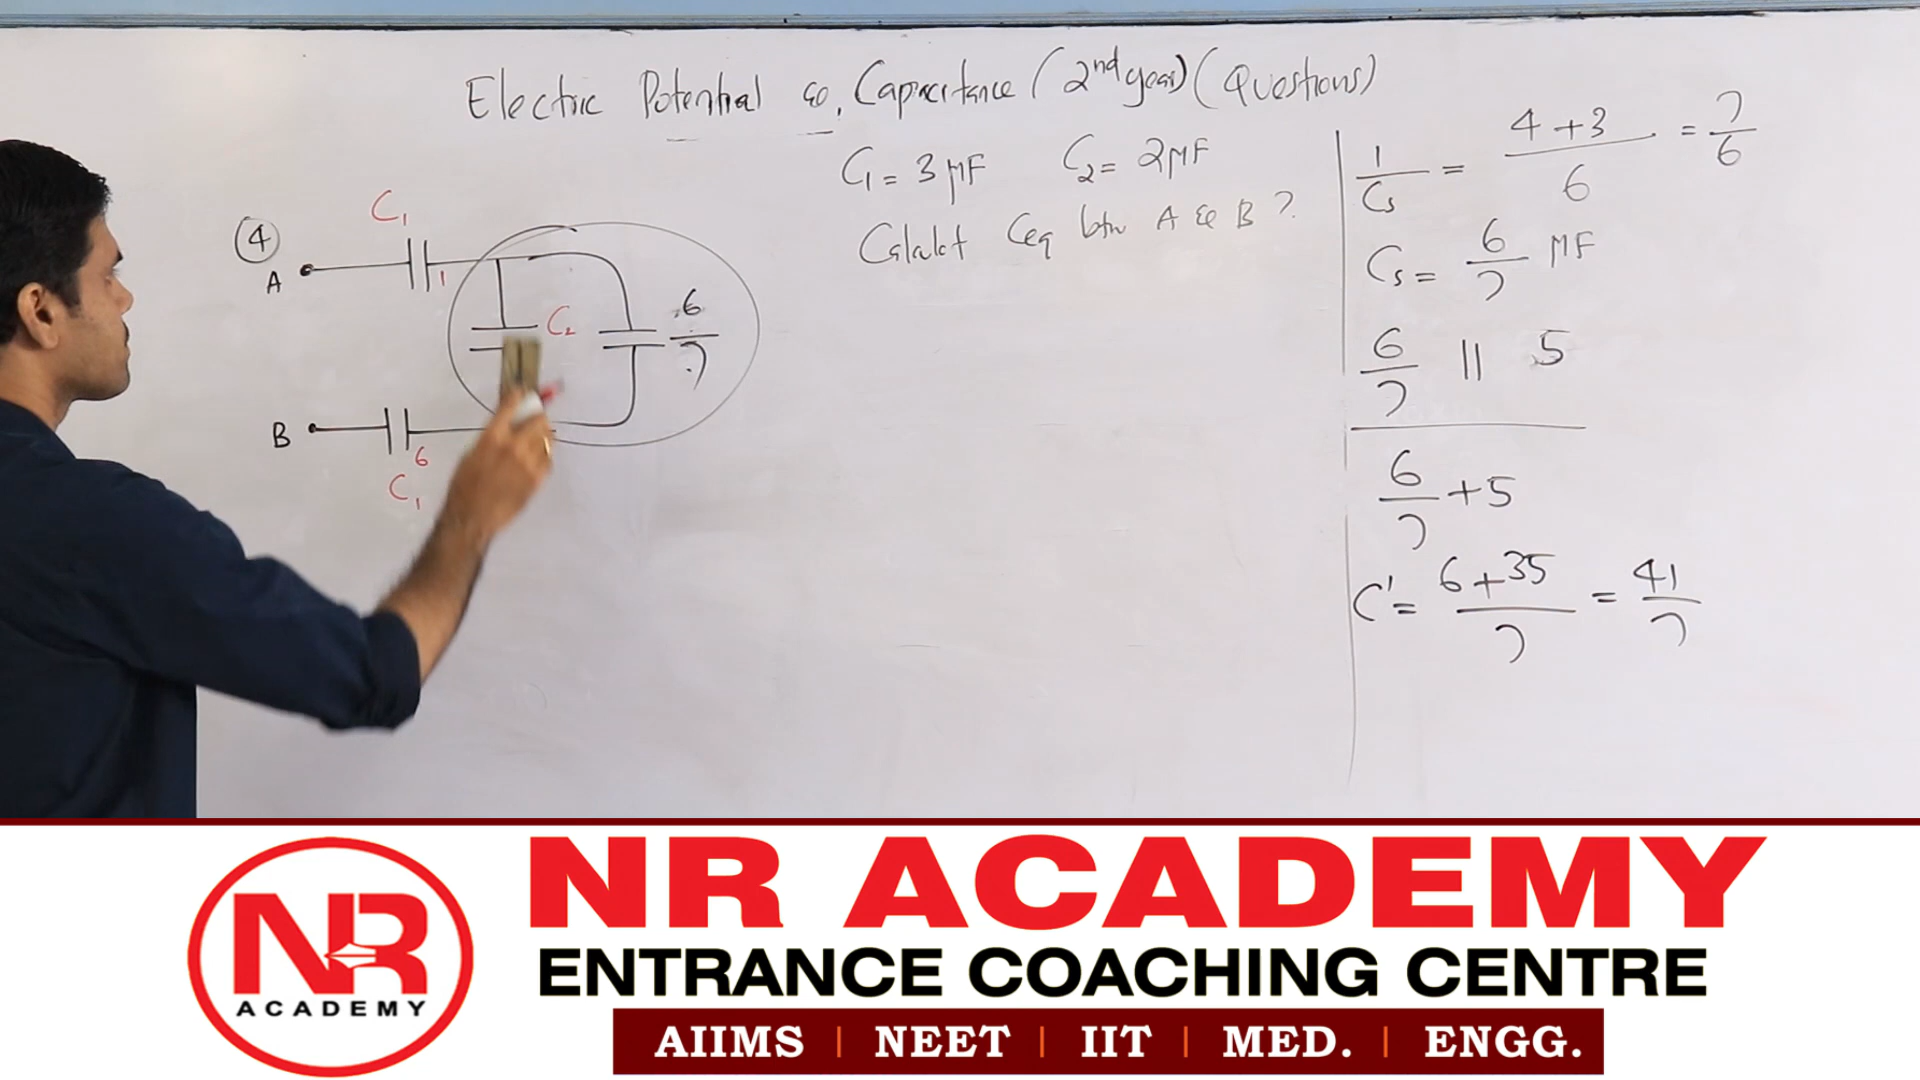 Electric Potential & Capacitance (2nd year) (Questions)
C1 = 3 μF C2 = 2 μF
Calculat Ceq btw A & B ?
4
A
C1
1
C2
6/7
B
6
C1
1/Cs = 4+3/6 = 7/6
Cs = 6/7 μF
6/7 || 5
6/7 + 5
C' = 6+35/7 = 41/7
NR
ACADEMY
NR ACADEMY
ENTRANCE COACHING CENTRE
AIIMS | NEET | IIT | MED. | ENGG.